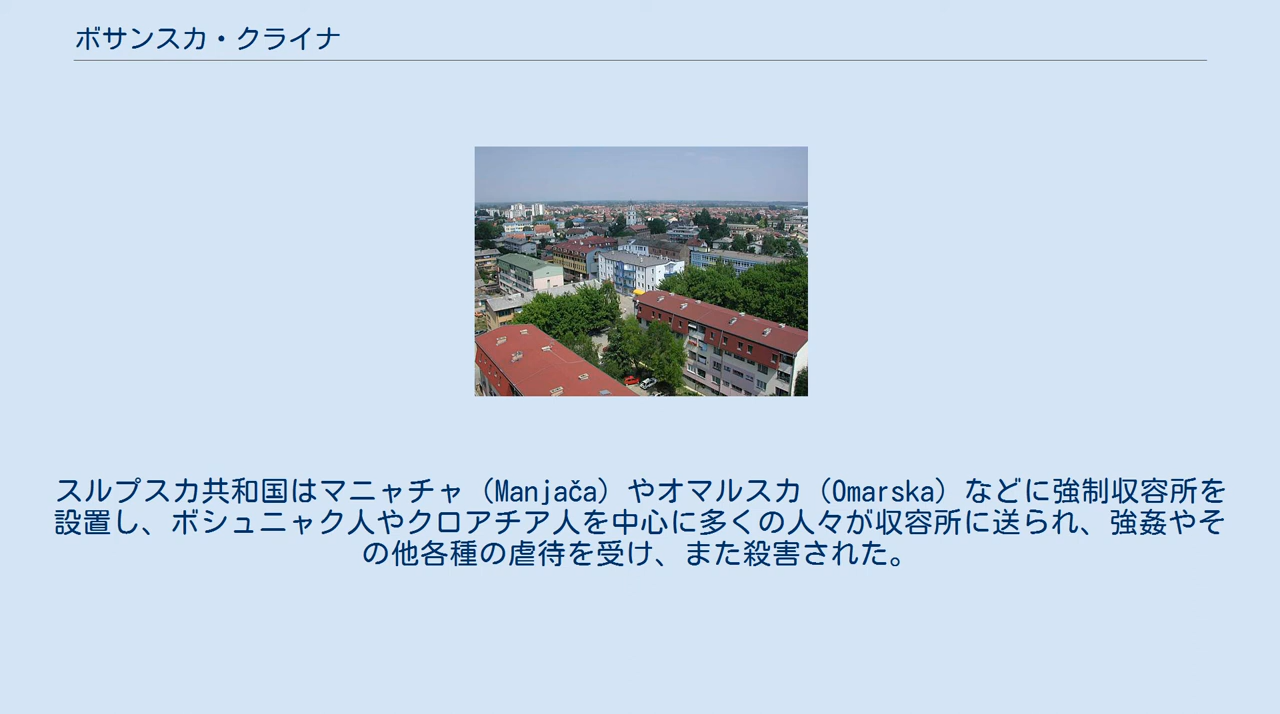 ボサンスカ・クライナ
スルプスカ共和国はマニャチャ（Manjača）やオマルスカ（Omarska）などに強制収容所を
設置し、ボシュニャク人やクロアチア人を中心に多くの人々が収容所に送られ、強姦やそ
の他各種の虐待を受け、また殺害された。